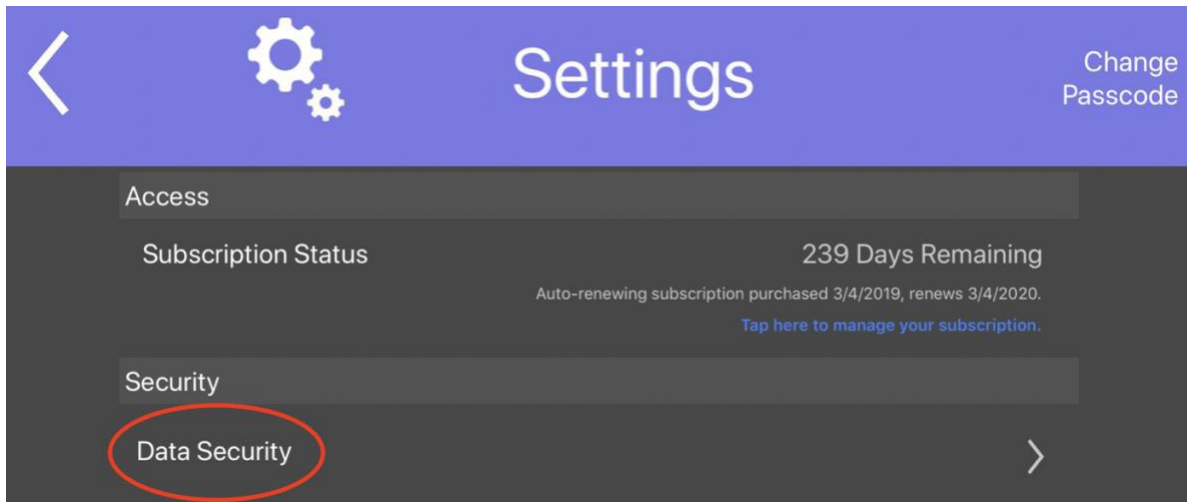 Settings
Change
Passcode
Access
Subscription Status
239 Days Remaining
Auto-renewing subscription purchased 3/4/2019, renews 3/4/2020.
Tap here to manage your subscription.
Security
Data Security